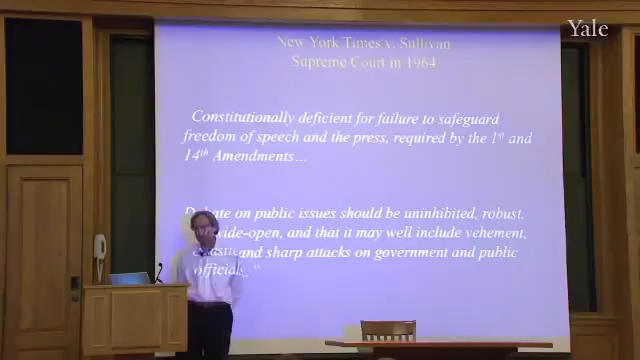 Yale
New York Times v. Sullivan
Supreme Court in 1964
Constitutionally deficient for failure to safeguard
freedom of speech and the press, required by the 1st and
14th Amendments…
Debate on public issues should be uninhibited, robust.
wide-open, and that it may well include vehement,
and sharp attacks on government and public
officials.."